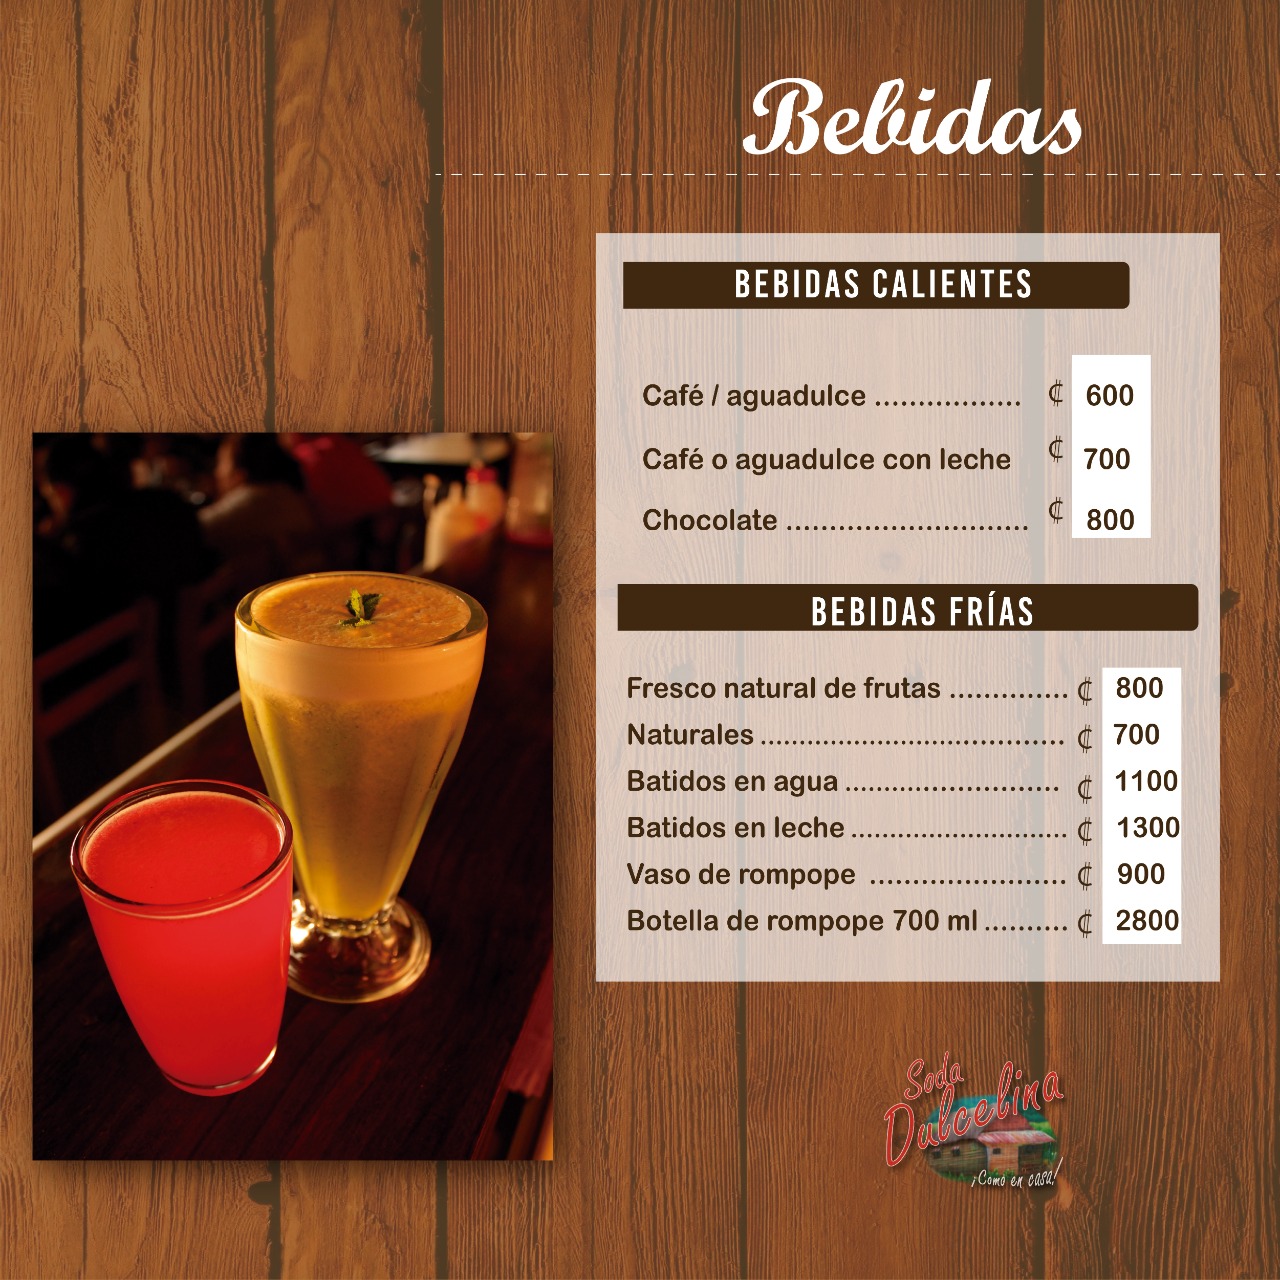 Bebidas
BEBIDAS CALIENTES
Café / aguadulce ................. ₡ 600
Café o aguadulce con leche ₡ 700
Chocolate ............................ ₡ 800
BEBIDAS FRÍAS
Fresco natural de frutas .............. ₡ 800
Naturales ..................................... ₡ 700
Batidos en agua .......................... ₡ 1100
Batidos en leche .......................... ₡ 1300
Vaso de rompope ....................... ₡ 900
Botella de rompope 700 ml .......... ₡ 2800
Soda
Dulcelina
¡Como en casa!